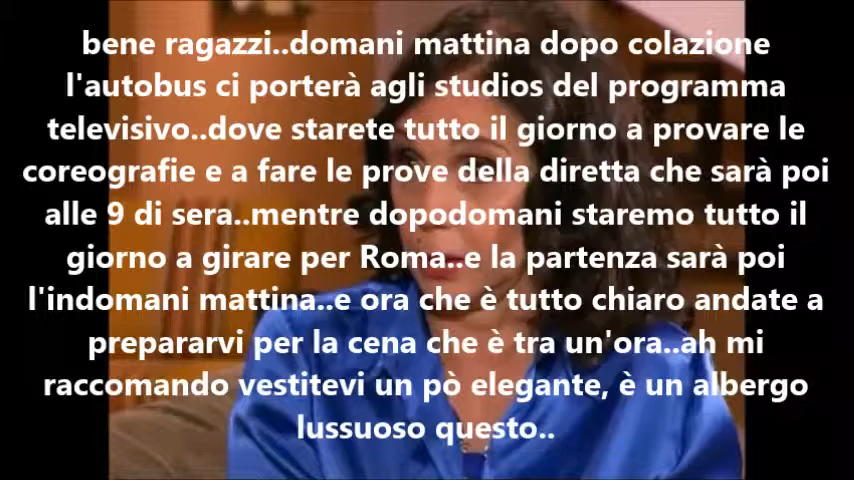 bene ragazzi..domani mattina dopo colazione
l'autobus ci porterà agli studios del programma
televisivo..dove starete tutto il giorno a provare le
coreografie e a fare le prove della diretta che sarà poi
alle 9 di sera..mentre dopodomani staremo tutto il
giorno a girare per Roma..e la partenza sarà poi
l'indomani mattina..e ora che è tutto chiaro andate a
prepararvi per la cena che è tra un'ora..ah mi
raccomando vestitevi un pò elegante, è un albergo
lussuoso questo..